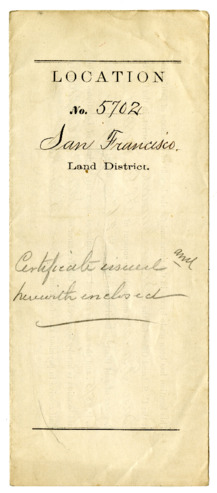 LOCATION
No. 5702
San Francisco.
Land District.
Certificate issued and
herewith enclosed